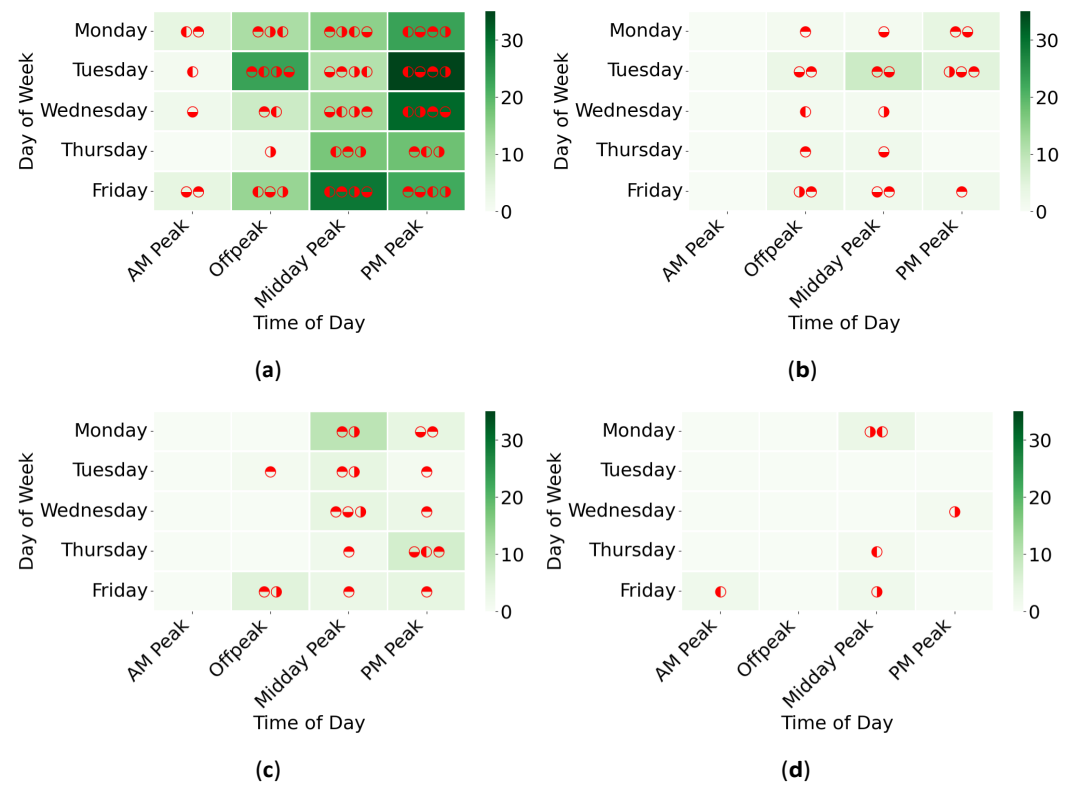 Day of Week
Monday
Tuesday
Wednesday
Thursday
Friday
AM Peak
Offpeak
Midday Peak
PM Peak
Time of Day
30
20
10
0
(a)
Day of Week
Monday
Tuesday
Wednesday
Thursday
Friday
AM Peak
Offpeak
Midday Peak
PM Peak
Time of Day
30
20
10
0
(b)
Day of Week
Monday
Tuesday
Wednesday
Thursday
Friday
AM Peak
Offpeak
Midday Peak
PM Peak
Time of Day
30
20
10
0
(c)
Day of Week
Monday
Tuesday
Wednesday
Thursday
Friday
AM Peak
Offpeak
Midday Peak
PM Peak
Time of Day
30
20
10
0
(d)